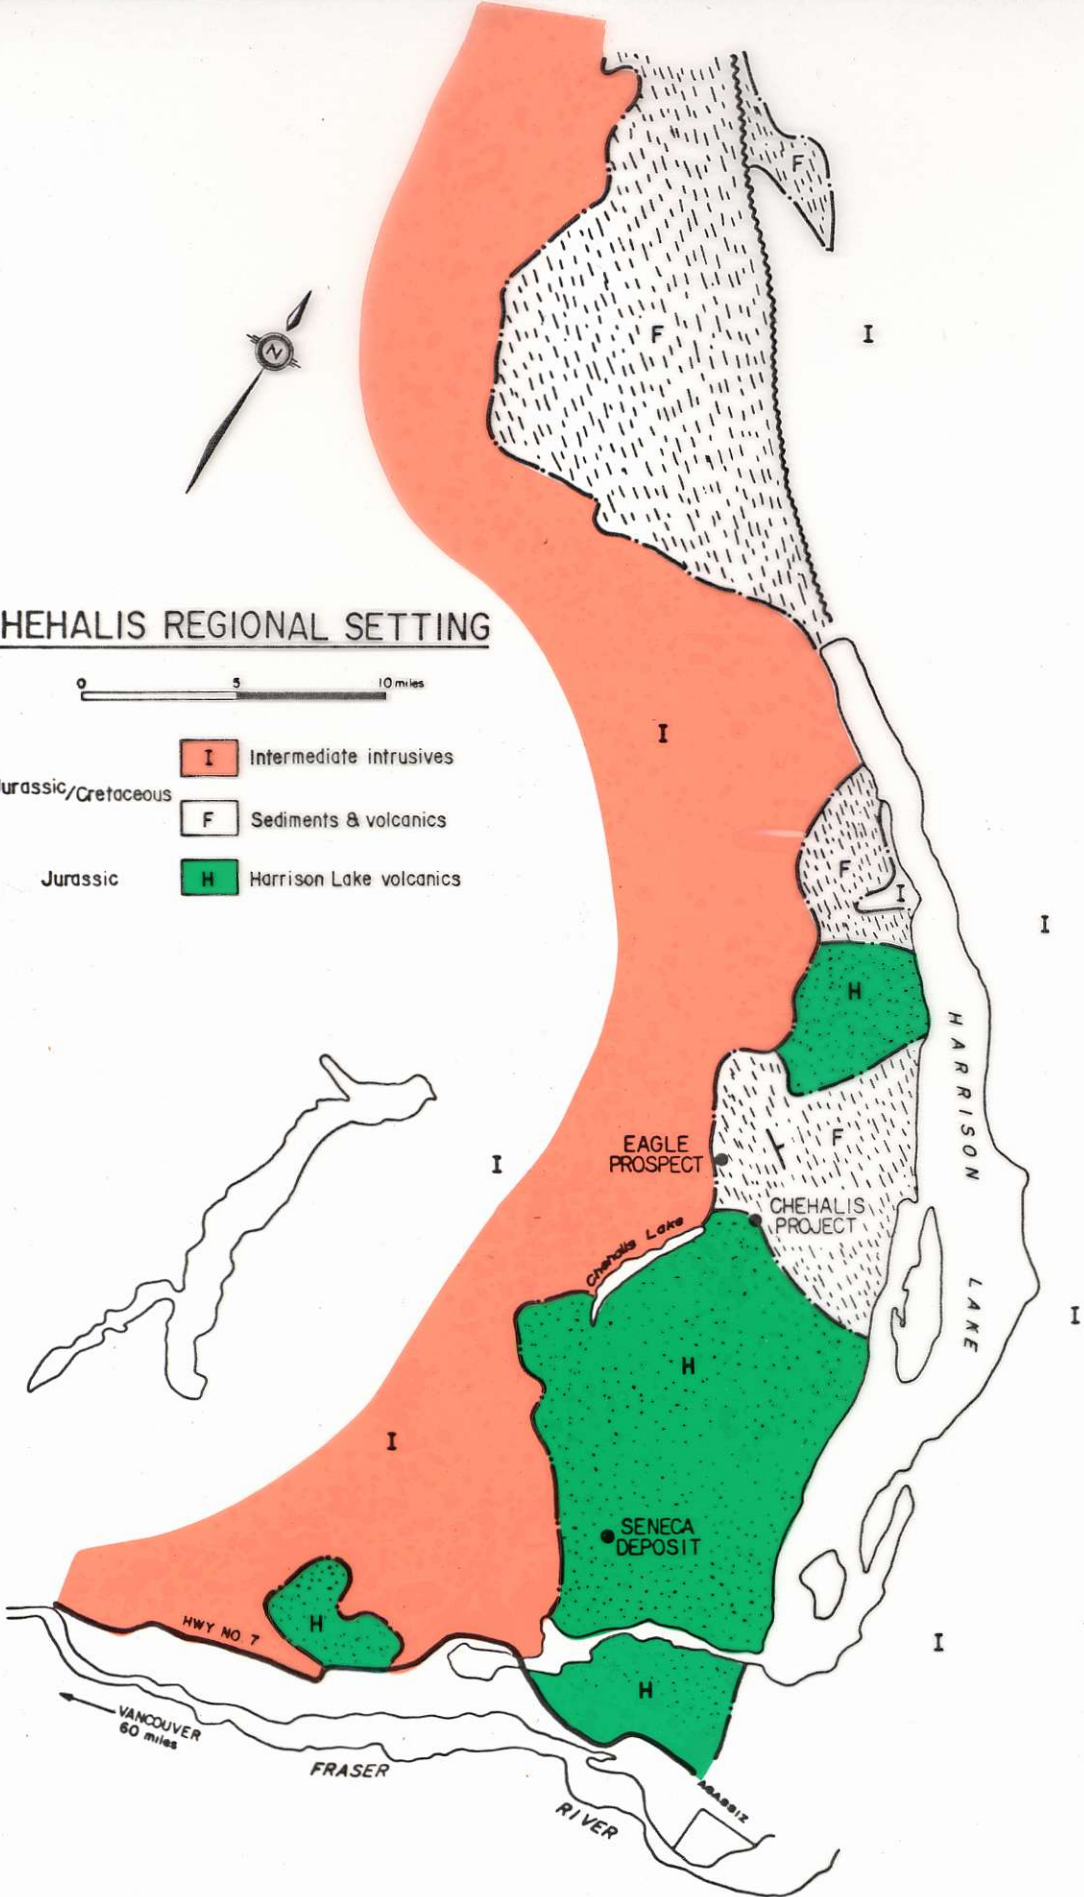 F
I
F
N
HEHALIS REGIONAL SETTING
0 5 10 miles
I
I Intermediate intrusives
Jurassic/Cretaceous
F Sediments & volcanics
F
I
Jurassic
H Harrison Lake volcanics
I
H
HARRISON
LAKE
EAGLE
PROSPECT
F
I
CHEHALIS
PROJECT
Chehalis Lake
I
H
I
SENECA
DEPOSIT
H
HWY NO. 7
I
H
VANCOUVER
60 miles
FRASER
RIVER
AGASSIZ